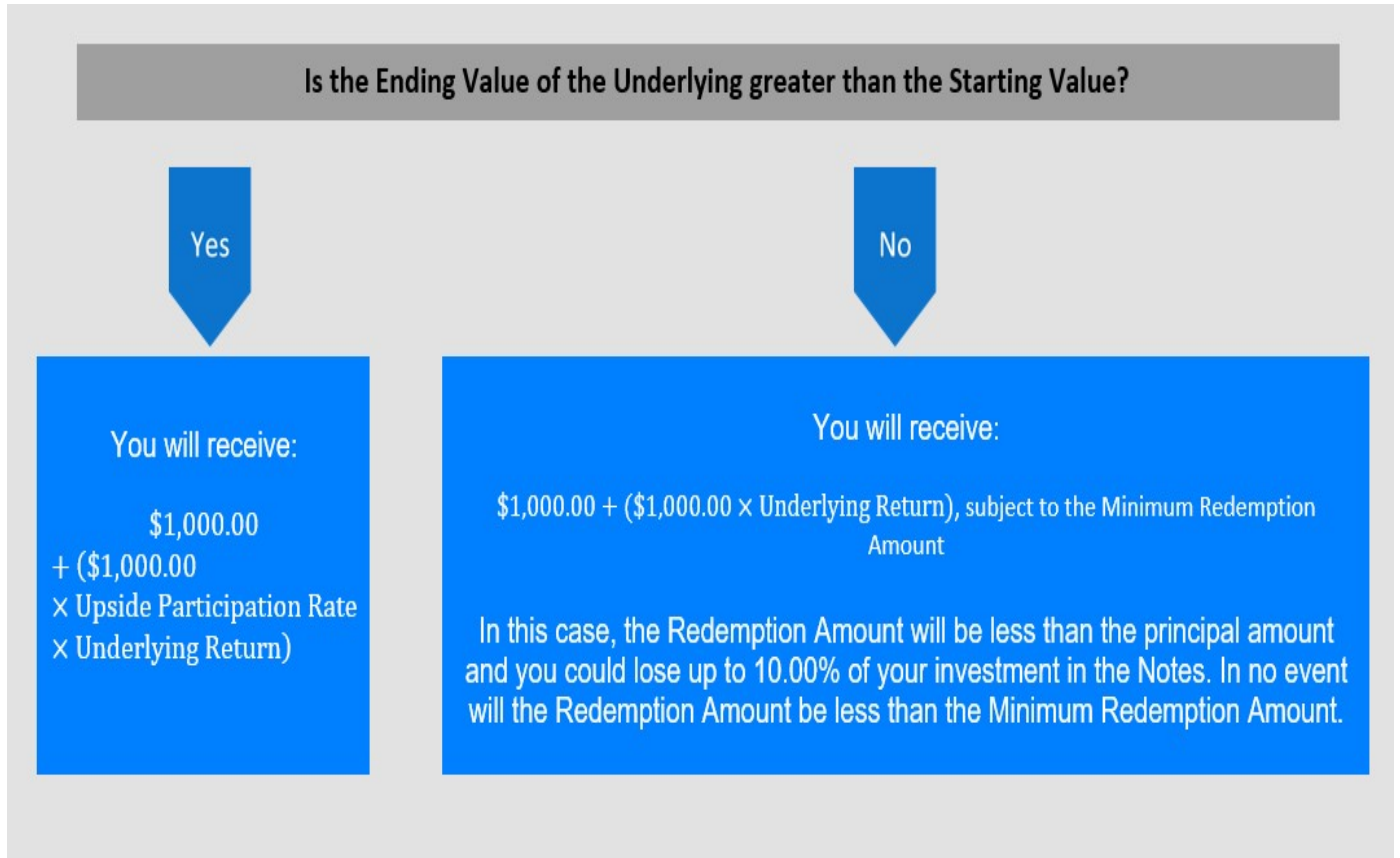 Is the Ending Value of the Underlying greater than the Starting Value?
Yes
No
You will receive:
$1,000.00
+ ($1,000.00
× Upside Participation Rate
× Underlying Return)
You will receive:
$1,000.00 + ($1,000.00 × Underlying Return), subject to the Minimum Redemption
Amount
In this case, the Redemption Amount will be less than the principal amount
and you could lose up to 10.00% of your investment in the Notes. In no event
will the Redemption Amount be less than the Minimum Redemption Amount.